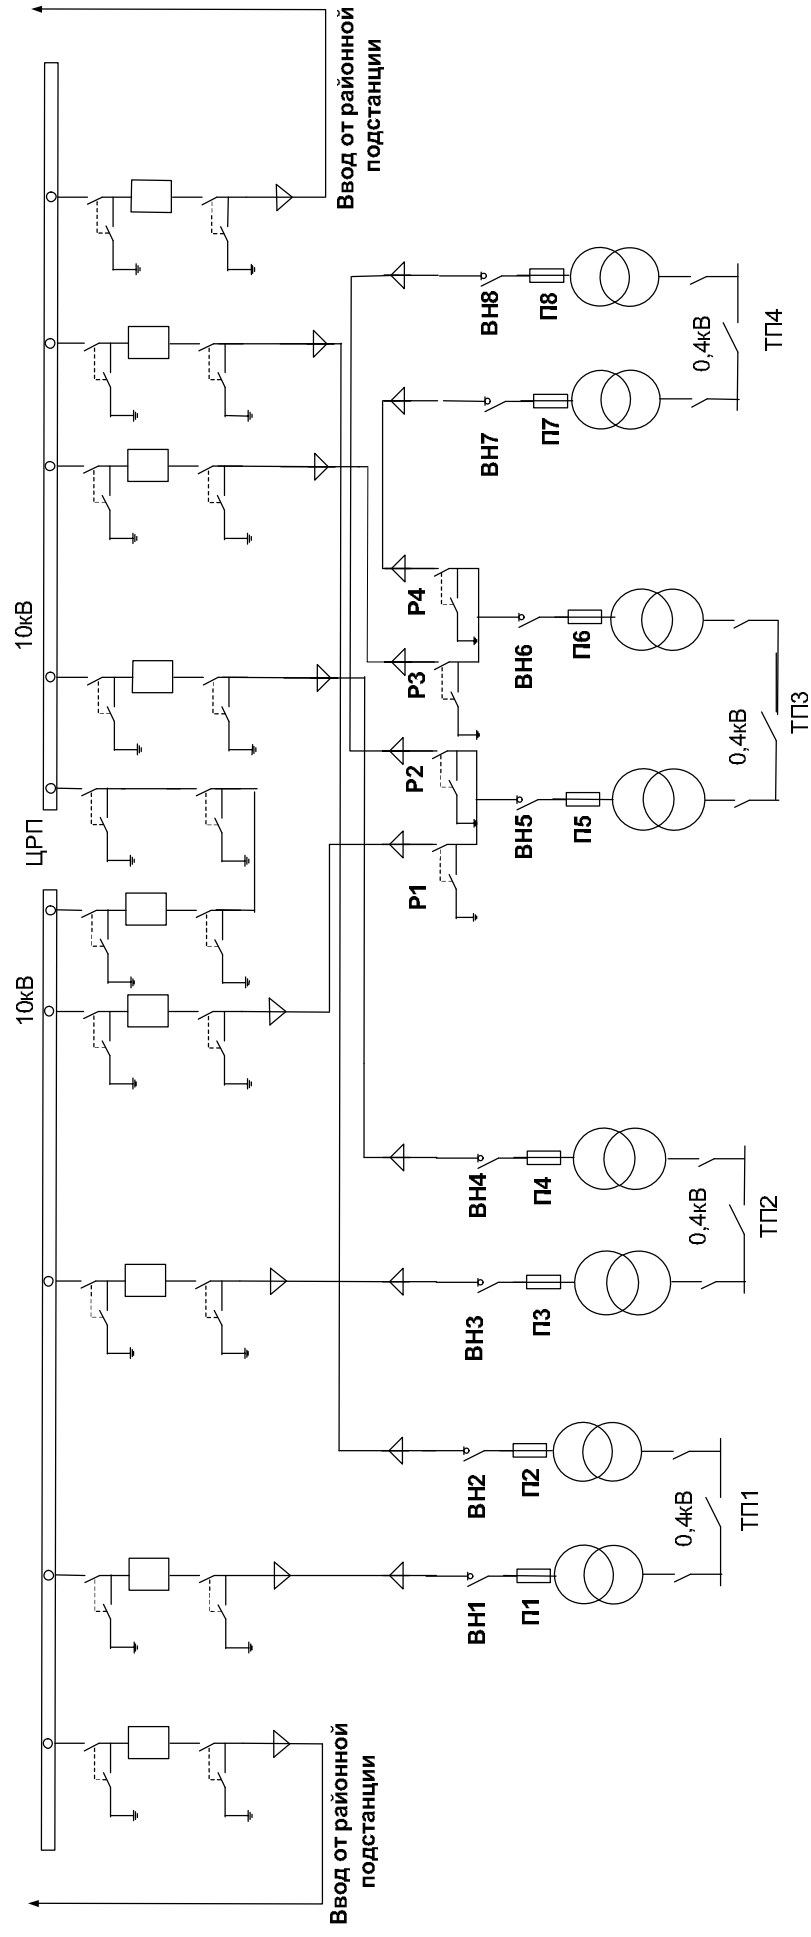 Ввод от районной
подстанции
10кВ
ЦРП
10кВ
Ввод от районной
подстанции
Р1
Р2
Р3
Р4
ВН1
ВН2
ВН3
ВН4
ВН5
ВН6
ВН7
ВН8
П1
П2
П3
П4
П5
П6
П7
П8
0,4кВ
0,4кВ
0,4кВ
0,4кВ
ТП1
ТП2
ТП3
ТП4